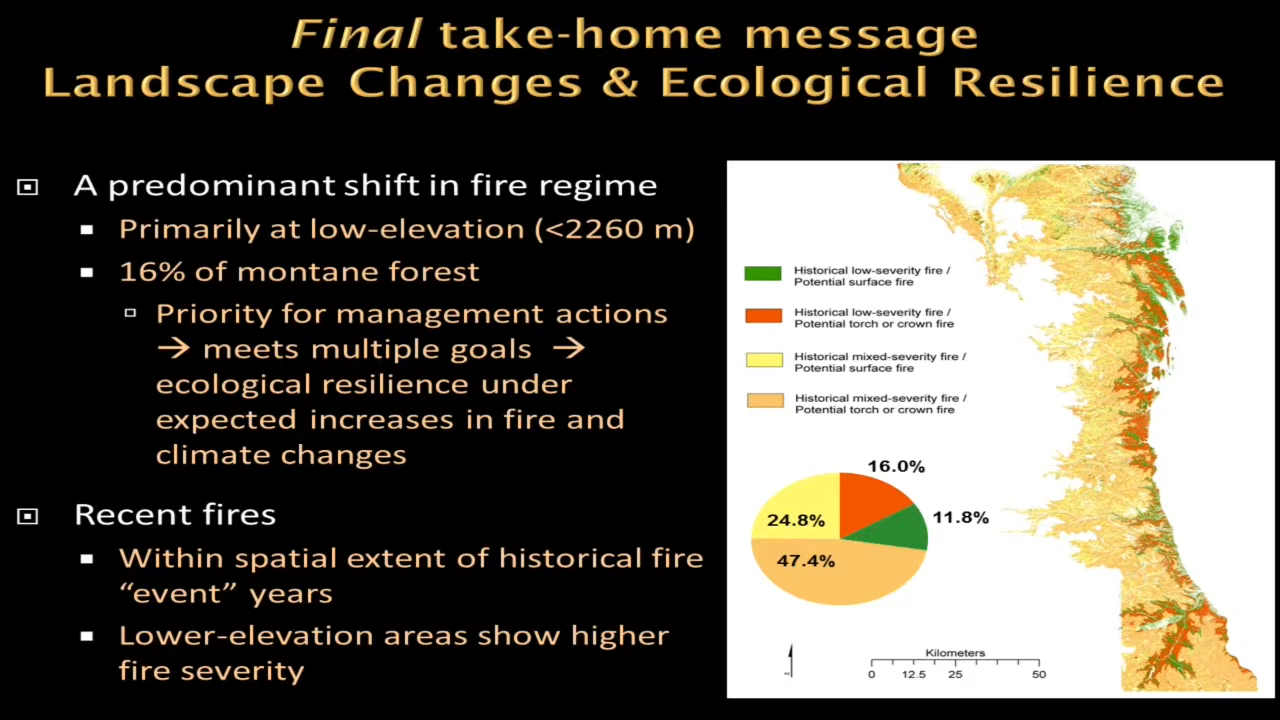 Final take-home message
Landscape Changes & Ecological Resilience
A predominant shift in fire regime
Primarily at low-elevation (<2260 m)
16% of montane forest
Priority for management actions
→ meets multiple goals →
ecological resilience under
expected increases in fire and
climate changes
Recent fires
Within spatial extent of historical fire
“event” years
Lower-elevation areas show higher
fire severity
Historical low-severity fire /
Potential surface fire
Historical low-severity fire /
Potential torch or crown fire
Historical mixed-severity fire /
Potential surface fire
Historical mixed-severity fire /
Potential torch or crown fire
16.0%
24.8%
11.8%
47.4%
Kilometers
0 12.5 25 50